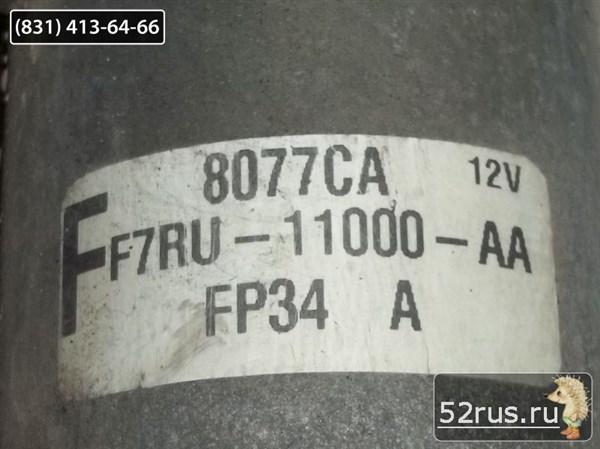 (831) 413-64-66
8077CA 12V
F F7RU-11000-AA
FP34 A
52rus.ru